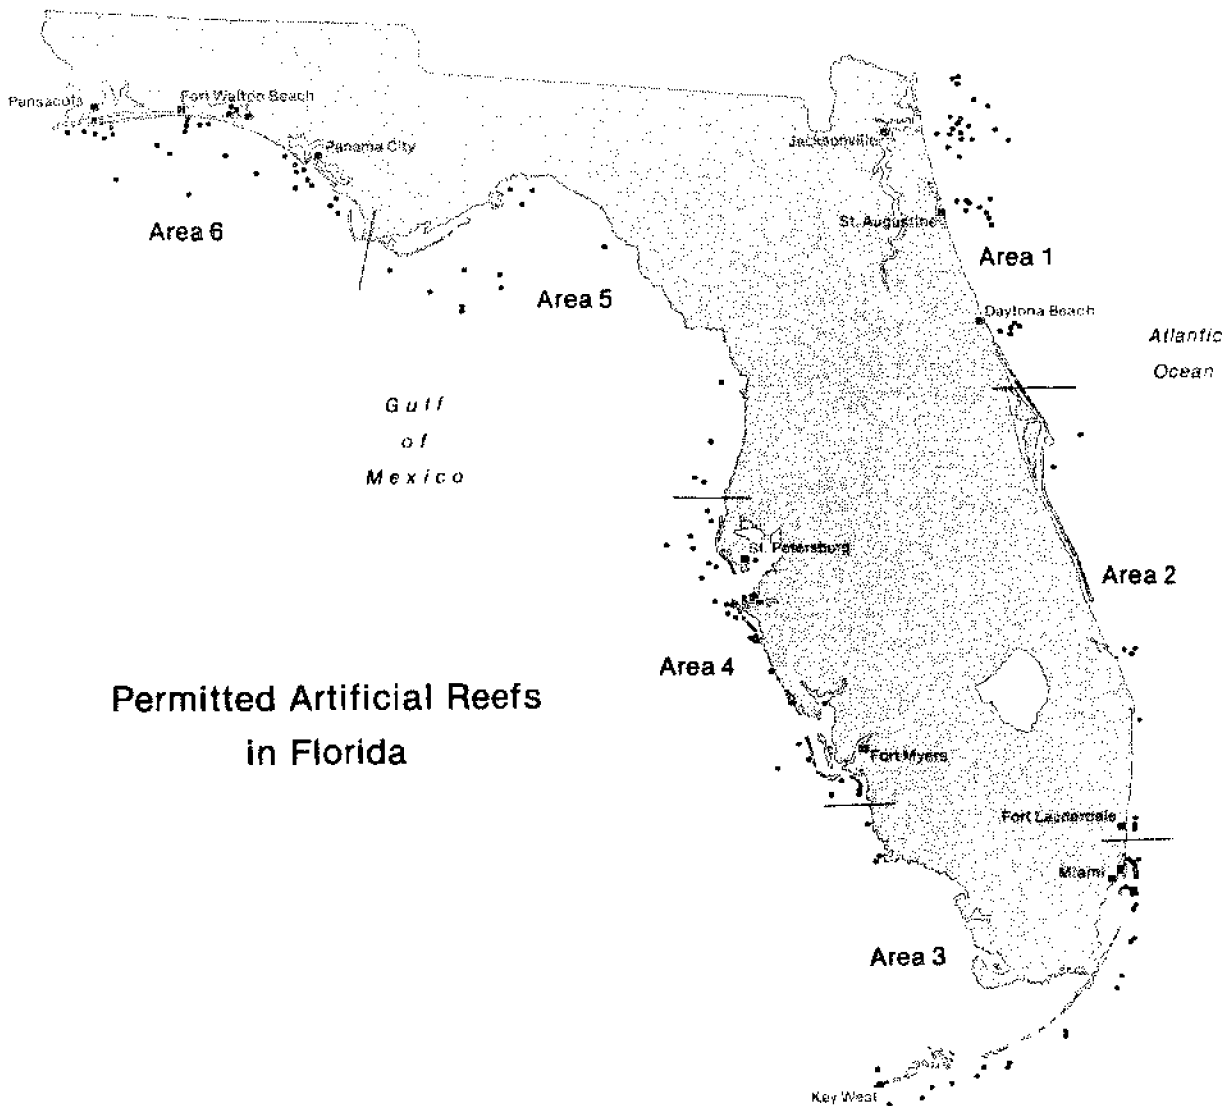 Pensacola
Fort Walton Beach
Panama City
Jacksonville
Area 6
St. Augustine
Area 1
Area 5
Daytona Beach
Atlantic
Ocean
Gulf
of
Mexico
St. Petersburg
Area 2
Area 4
Permitted Artificial Reefs
in Florida
Fort Myers
Fort Lauderdale
Miami
Area 3
Key West